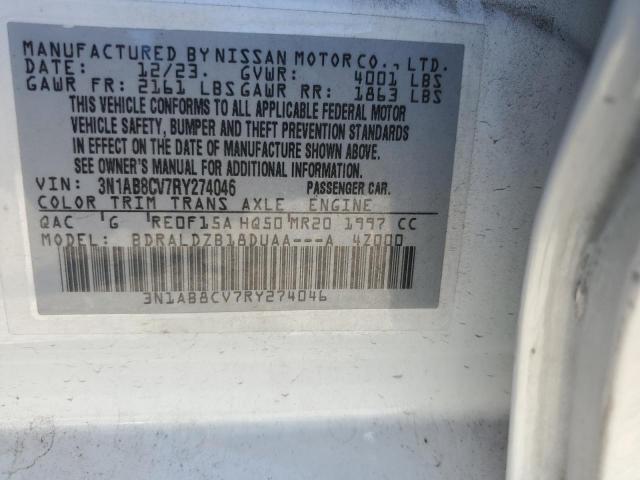 MANUFACTURED BY NISSAN MOTOR CO., LTD.
DATE: 12/23. GVWR: 4001 LBS
GAWR FR: 2161 LBS GAWR RR: 1863 LBS
THIS VEHICLE CONFORMS TO ALL APPLICABLE FEDERAL MOTOR
VEHICLE SAFETY, BUMPER AND THEFT PREVENTION STANDARDS
IN EFFECT ON THE DATE OF MANUFACTURE SHOWN ABOVE.
SEE OWNER'S MANUAL FOR ADDITIONAL INFORMATION.
VIN: 3N1AB8CV7RY274046 PASSENGER CAR.
COLOR TRIM TRANS AXLE ENGINE
QAC G RE0F15A HQ50 MR20 1997 CC
MODEL: BDRALDZB18DUAA---A 4Z000
3N1AB8CV7RY274046